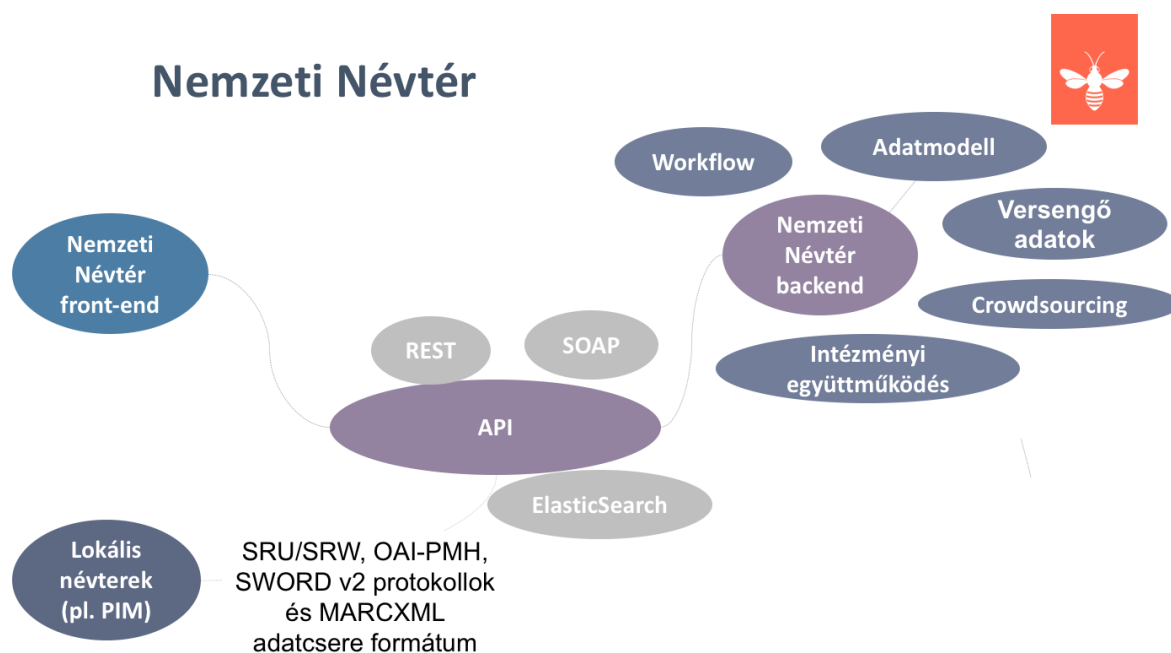 Nemzeti Névtér
Workflow
Adatmodell
Nemzeti
Névtér
front-end
Nemzeti
Névtér
backend
Versengő
adatok
Crowdsourcing
Intézményi
együttműködés
REST
SOAP
API
ElasticSearch
Lokális
névterek
(pl. PIM)
SRU/SRW, OAI-PMH,
SWORD v2 protokollok
és MARCXML
adatcsere formátum